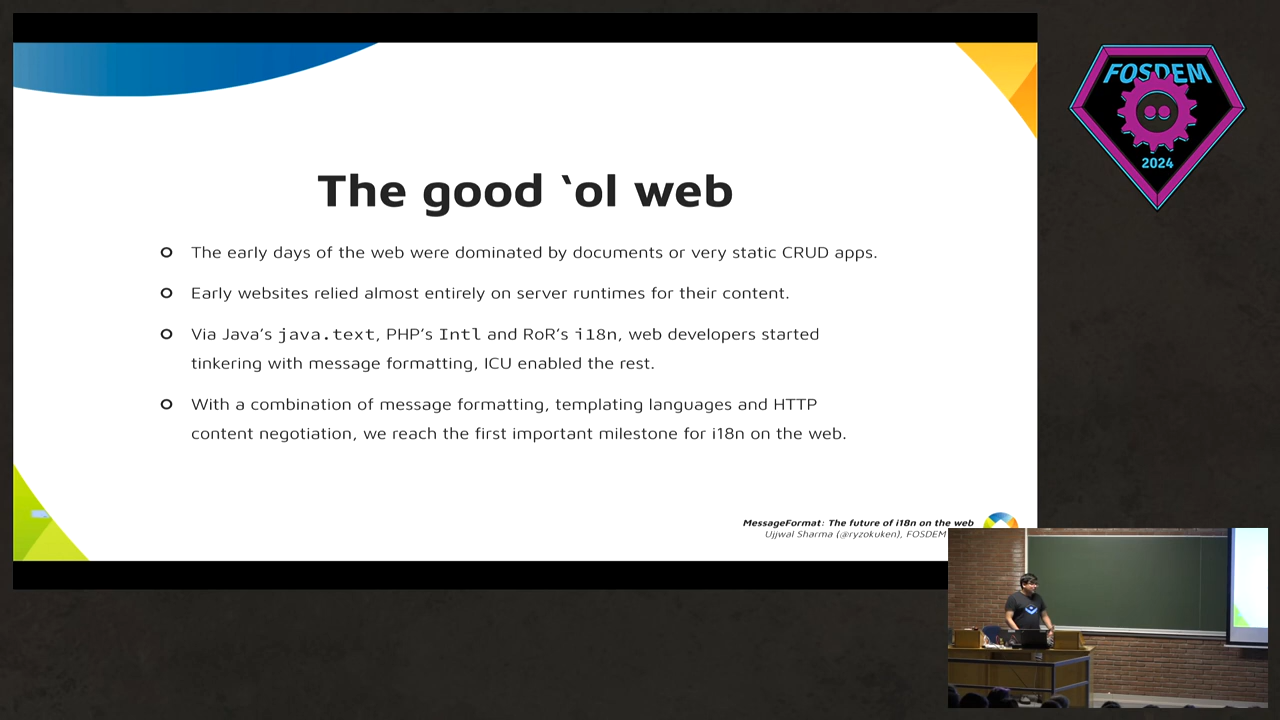 The good `ol web
The early days of the web were dominated by documents or very static CRUD apps.
Early websites relied almost entirely on server runtimes for their content.
Via Java’s java.text, PHP’s Intl and RoR’s i18n, web developers started
tinkering with message formatting, ICU enabled the rest.
With a combination of message formatting, templating languages and HTTP
content negotiation, we reach the first important milestone for i18n on the web.
MessageFormat: The future of i18n on the web
Ujjwal Sharma (@ryzokuken), FOSDEM
FOSDEM
2024